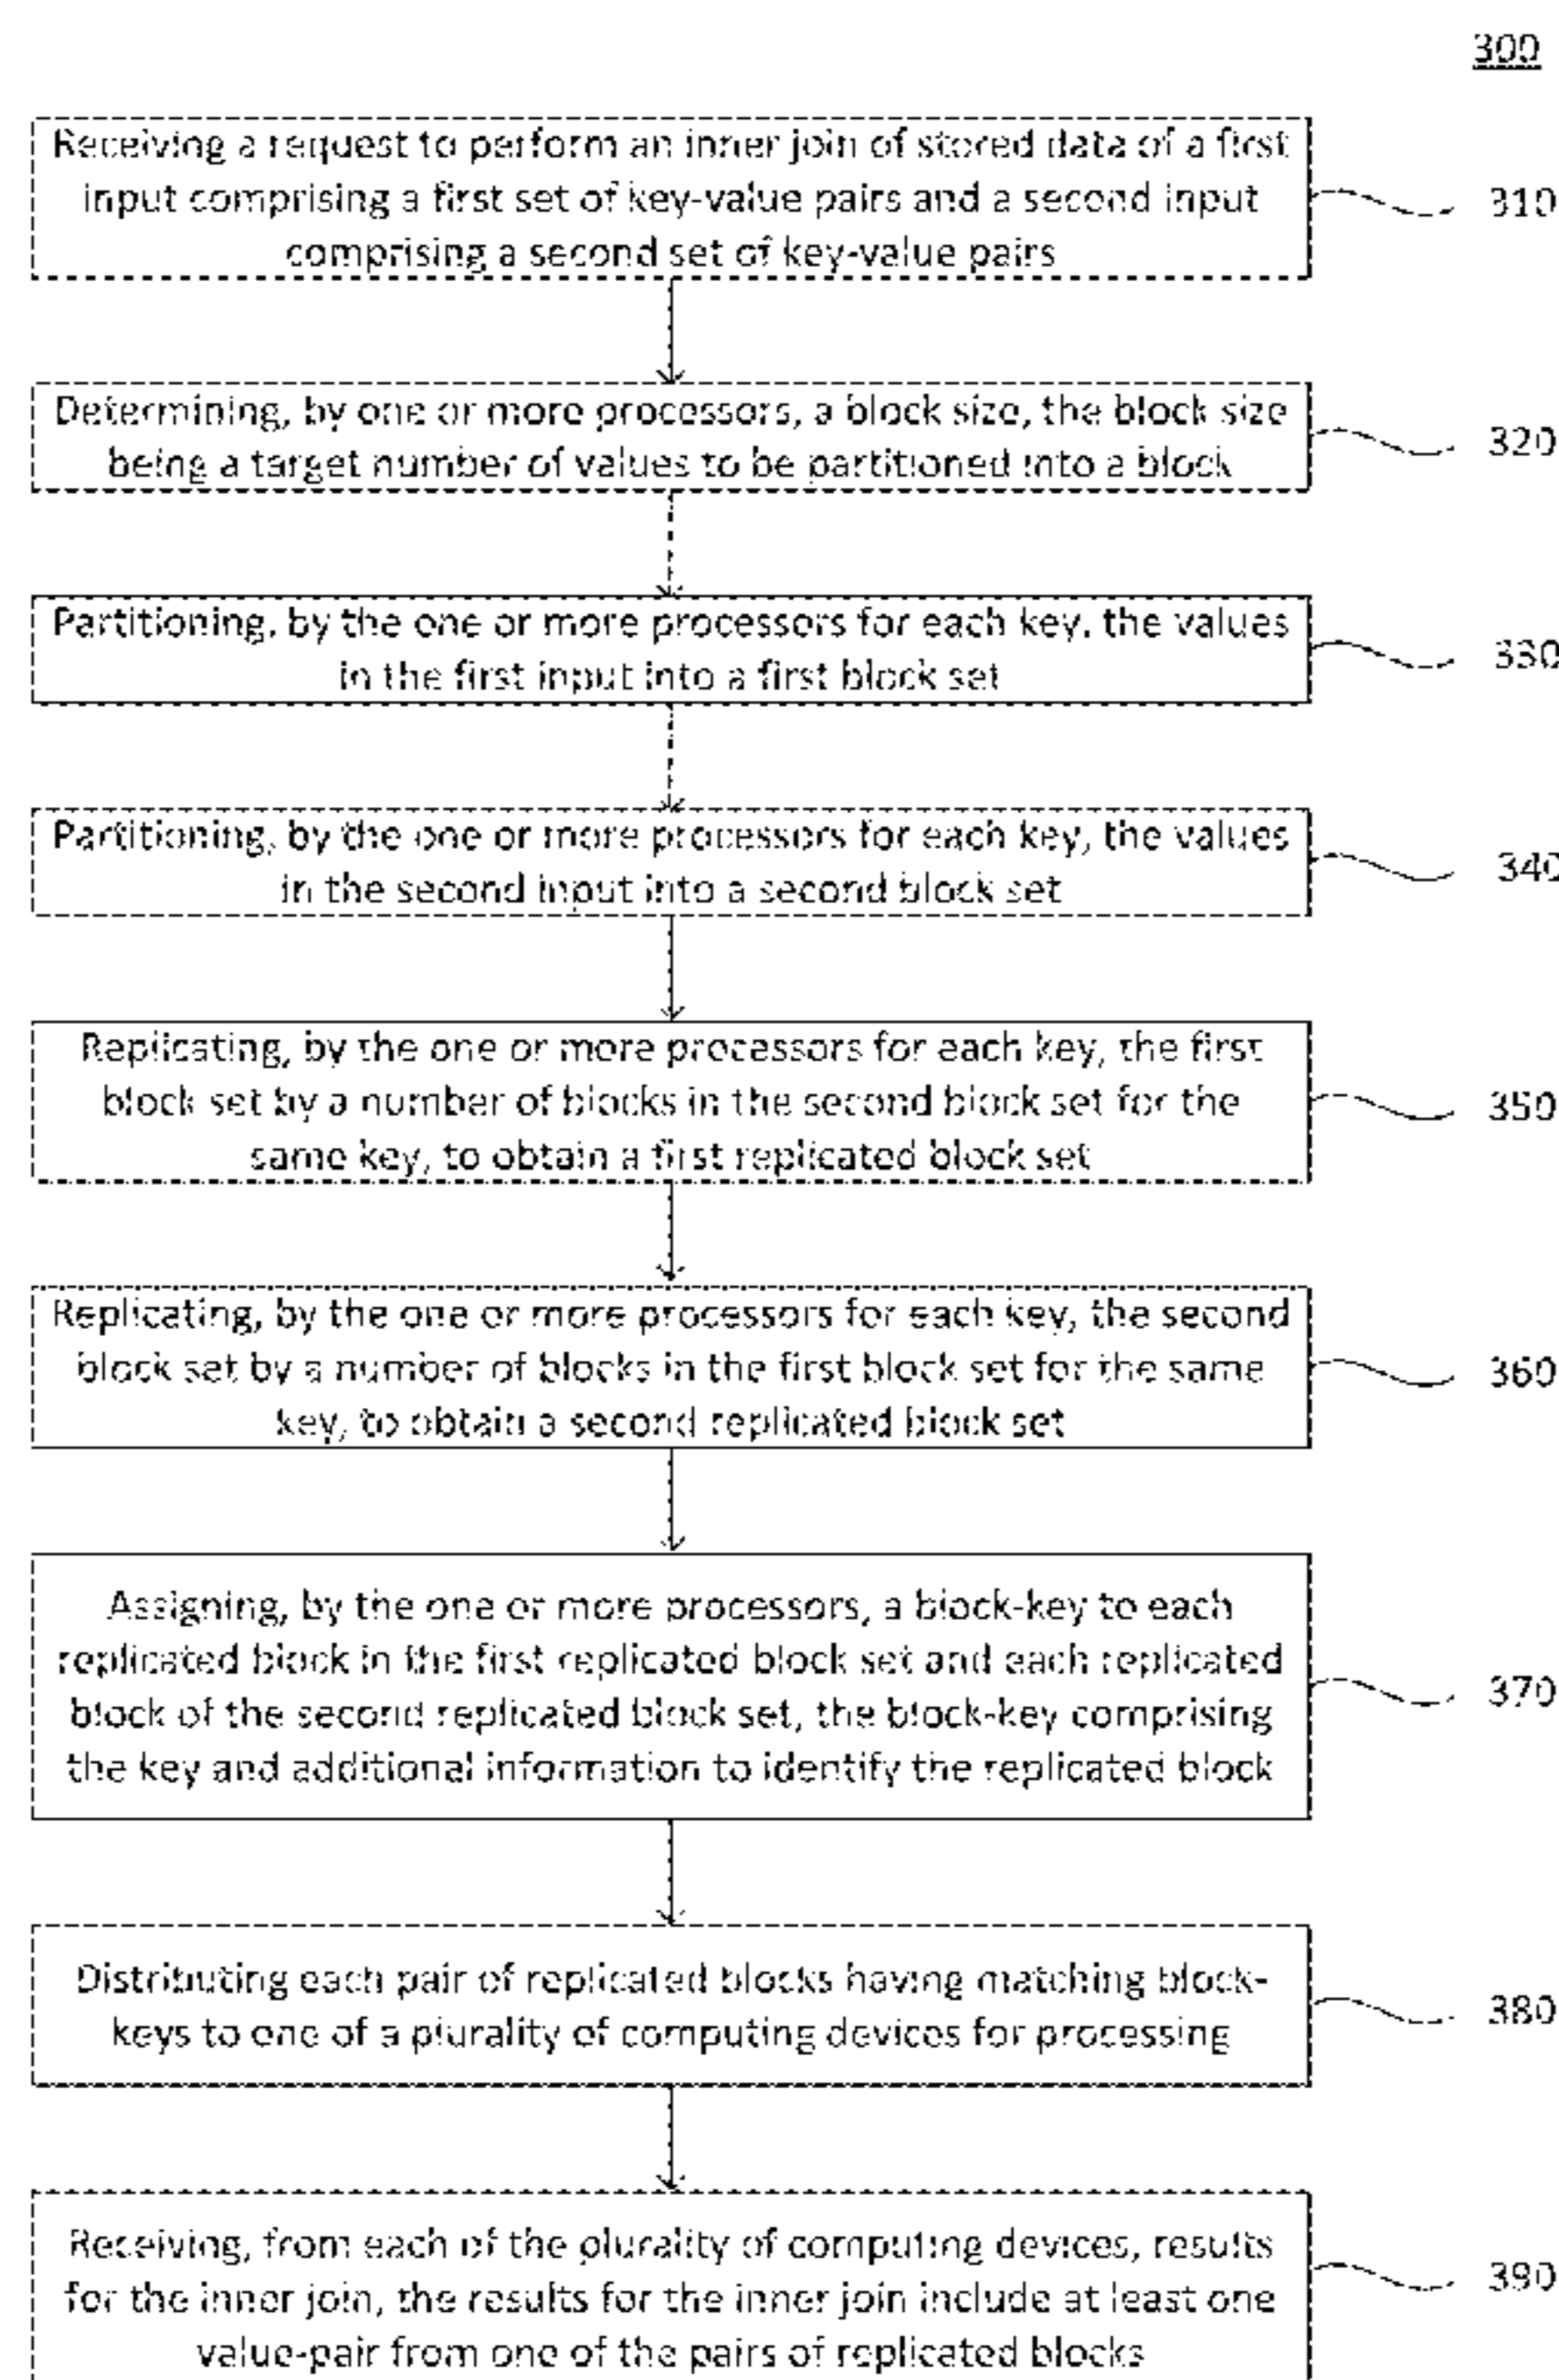 300
Receiving a request to perform an inner join of stored data of a first
input comprising a first set of key-value pairs and a second input
comprising a second set of key-value pairs
310
Determining, by one or more processors, a block size, the block size
being a target number of values to be partitioned into a block
320
Partitioning, by the one or more processors for each key, the values
in the first input into a first block set
330
Partitioning, by the one or more processors for each key, the values
in the second input into a second block set
340
Replicating, by the one or more processors for each key, the first
block set by a number of blocks in the second block set for the
same key, to obtain a first replicated block set
350
Replicating, by the one or more processors for each key, the second
block set by a number of blocks in the first block set for the same
key, to obtain a second replicated block set
360
Assigning, by the one or more processors, a block-key to each
replicated block in the first replicated block set and each replicated
block of the second replicated block set, the block-key comprising
the key and additional information to identify the replicated block
370
Distributing each pair of replicated blocks having matching block-
keys to one of a plurality of computing devices for processing
380
Receiving, from each of the plurality of computing devices, results
for the inner join, the results for the inner join include at least one
value-pair from one of the pairs of replicated blocks
390